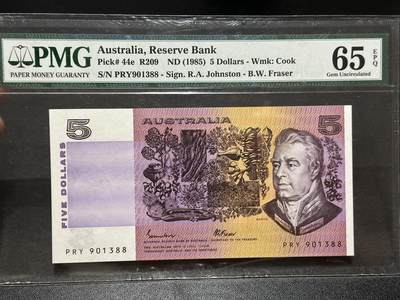 PMG
PAPER MONEY GUARANTY
Australia, Reserve Bank
Pick# 44e R209 ND (1985) 5 Dollars - Wmk: Cook
S/N PRY901388 - Sign. R.A. Johnston - B.W. Fraser
65 EPQ
Gem Uncirculated
5
AUSTRALIA
5
FIVE DOLLARS
PRY 901388
PRY 901388